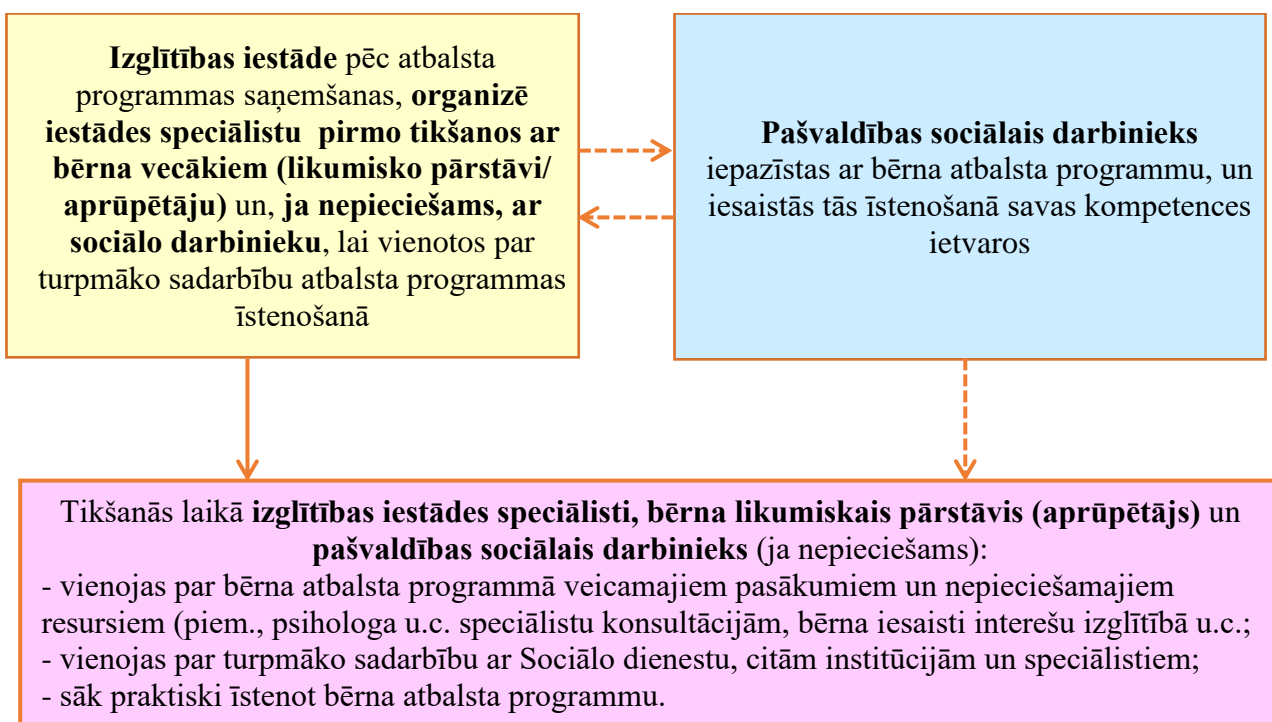 Izglītības iestāde pēc atbalsta
programmas saņemšanas, organizē
iestādes speciālistu  pirmo tikšanos ar
bērna vecākiem (likumisko pārstāvi/
aprūpētāju) un, ja nepieciešams, ar
sociālo darbinieku, lai vienotos par
turpmāko sadarbību atbalsta programmas
īstenošanā
Pašvaldības sociālais darbinieks
iepazīstas ar bērna atbalsta programmu, un
iesaistās tās īstenošanā savas kompetences
ietvaros
Tikšanās laikā izglītības iestādes speciālisti, bērna likumiskais pārstāvis (aprūpētājs) un
pašvaldības sociālais darbinieks (ja nepieciešams):
- vienojas par bērna atbalsta programmā veicamajiem pasākumiem un nepieciešamajiem
resursiem (piem., psihologa u.c. speciālistu konsultācijām, bērna iesaisti interešu izglītībā u.c.;
- vienojas par turpmāko sadarbību ar Sociālo dienestu, citām institūcijām un speciālistiem;
- sāk praktiski īstenot bērna atbalsta programmu.